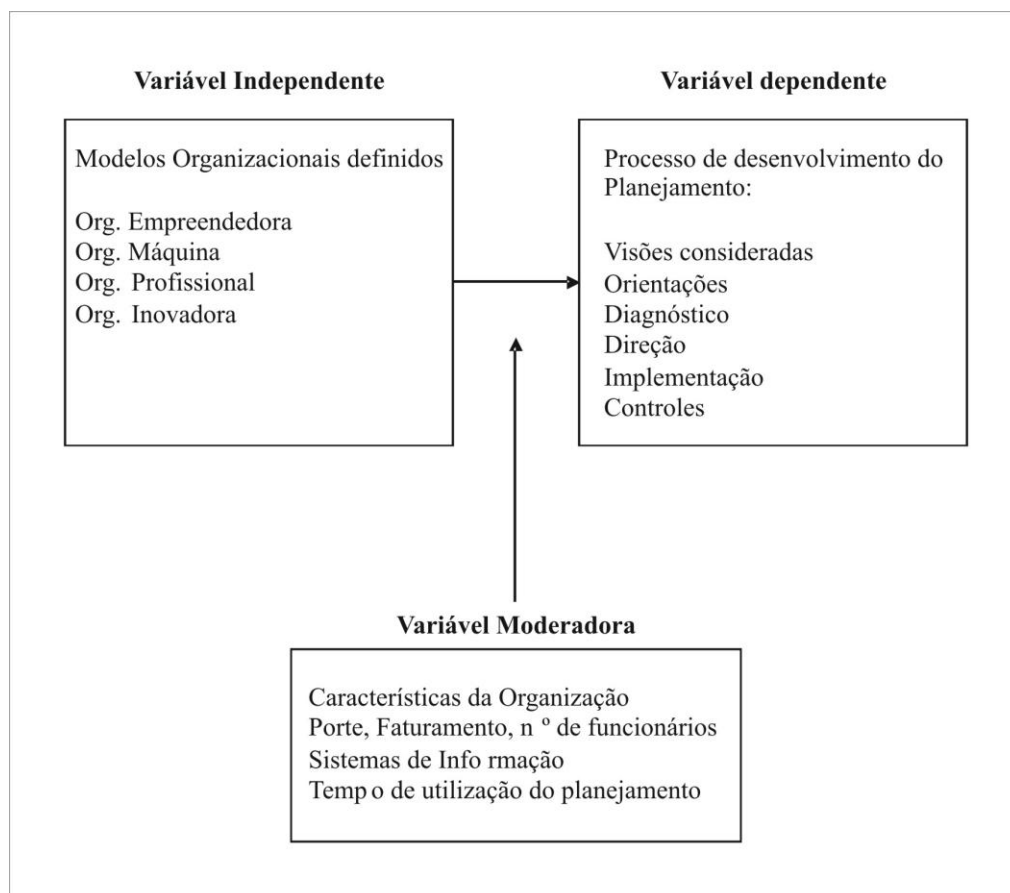 Variável Independente
Modelos Organizacionais definidos
Org. Empreendedora
Org. Máquina
Org. Profissional
Org. Inovadora
Variável dependente
Processo de desenvolvimento do
Planejamento:
Visões consideradas
Orientações
Diagnóstico
Direção
Implementação
Controles
Variável Moderadora
Características da Organização
Porte, Faturamento, n º de funcionários
Sistemas de Info rmação
Temp o de utilização do planejamento